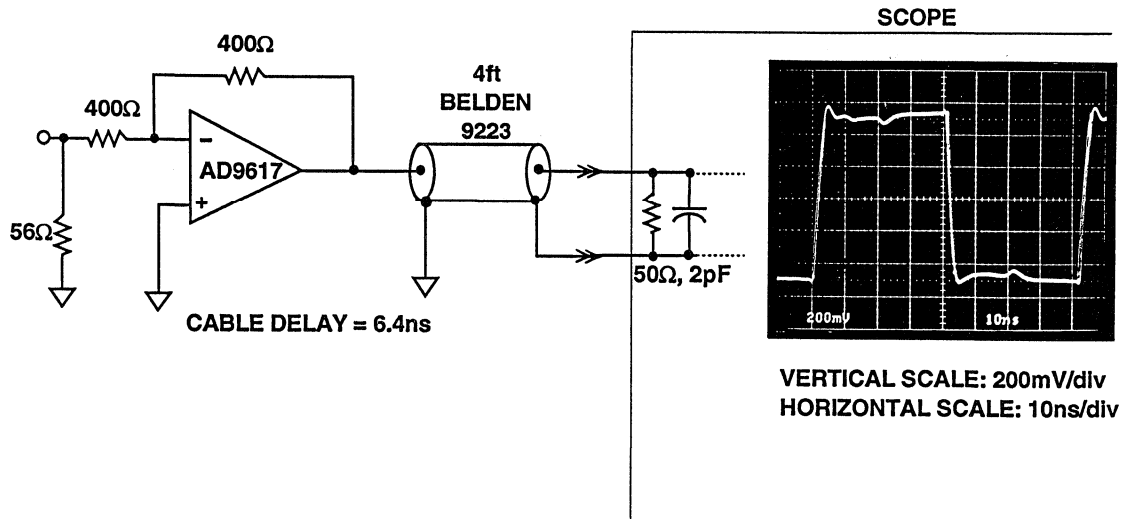 SCOPE
400Ω
400Ω
4ft
BELDEN
9223
AD9617
−
+
56Ω
50Ω, 2pF
CABLE DELAY = 6.4ns
200mV
10ns
VERTICAL SCALE: 200mV/div
HORIZONTAL SCALE: 10ns/div